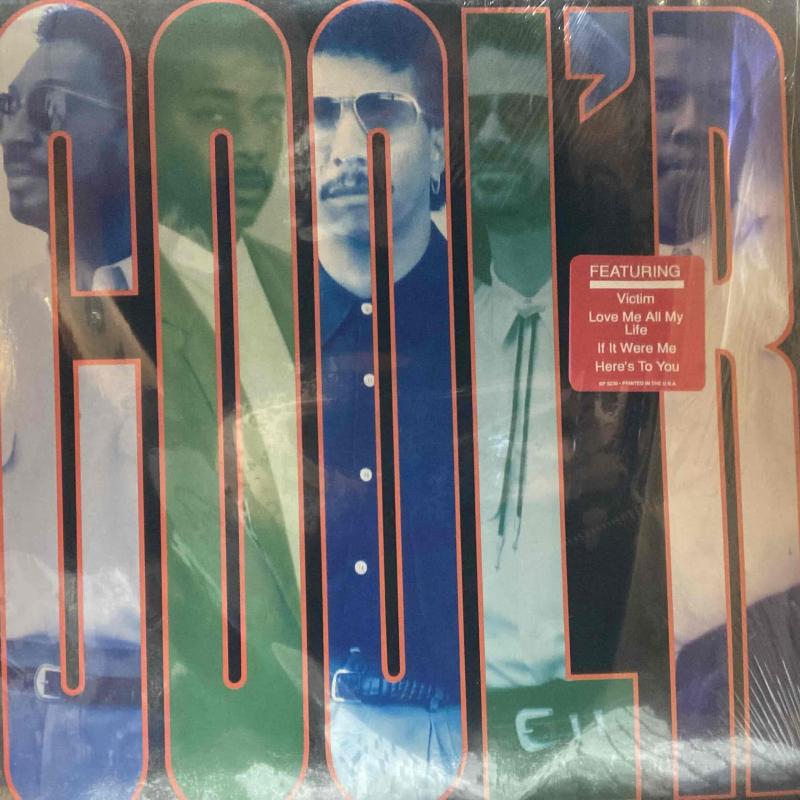 COOL'R
FEATURING
Victim
Love Me All My
Life
If It Were Me
Here's To You
PRINTED IN THE U.S.A.